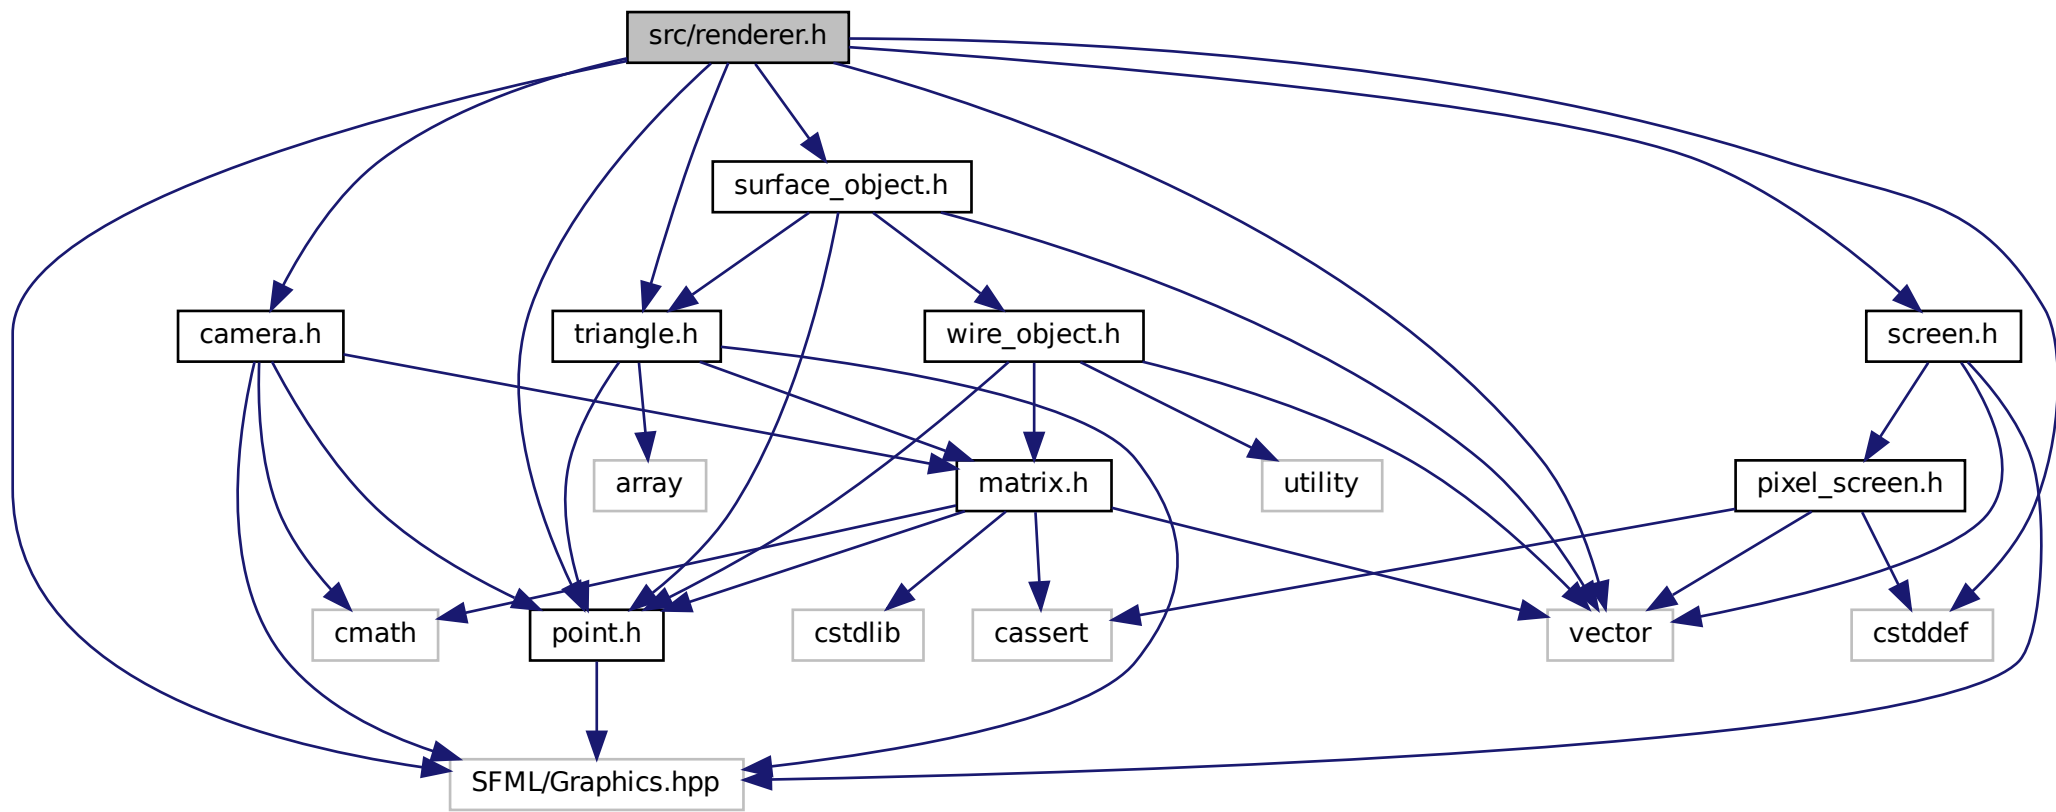 src/renderer.h
surface_object.h
camera.h
triangle.h
wire_object.h
screen.h
array
matrix.h
utility
pixel_screen.h
cmath
point.h
cstdlib
cassert
vector
cstddef
SFML/Graphics.hpp